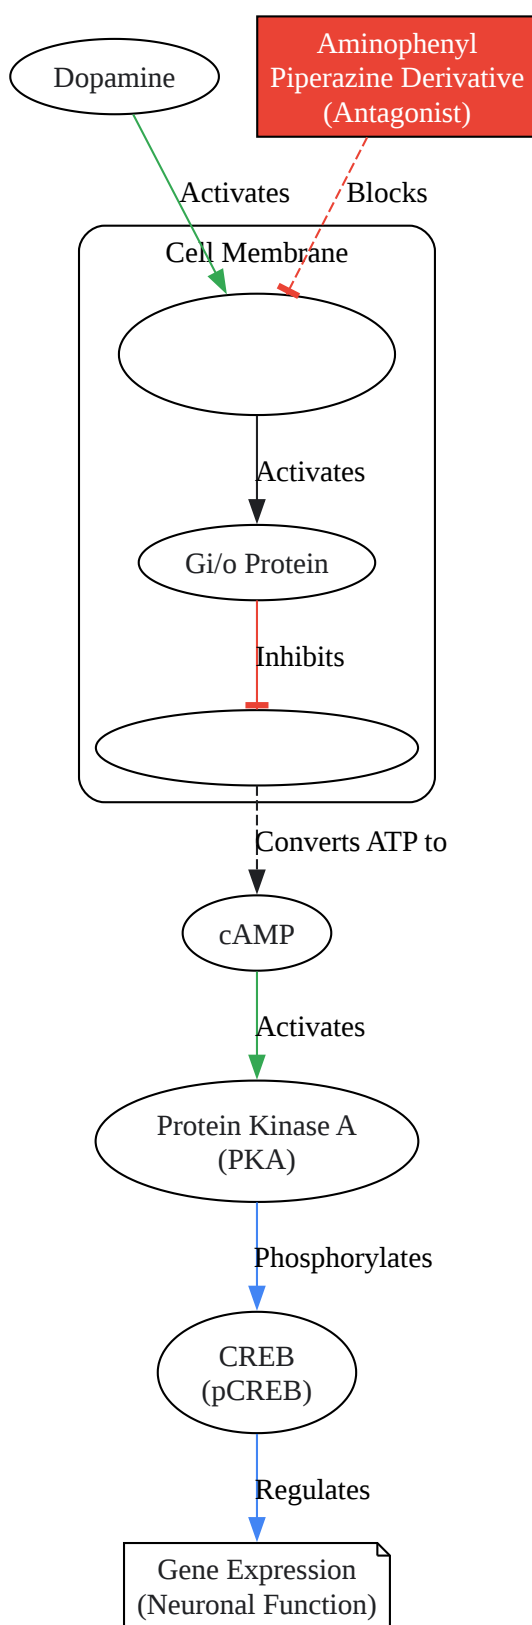 Dopamine
Aminophenyl
Piperazine Derivative
(Antagonist)
Activates
Blocks
Cell Membrane
Activates
Gi/o Protein
Inhibits
Converts ATP to
cAMP
Activates
Protein Kinase A
(PKA)
Phosphorylates
CREB
(pCREB)
Regulates
Gene Expression
(Neuronal Function)